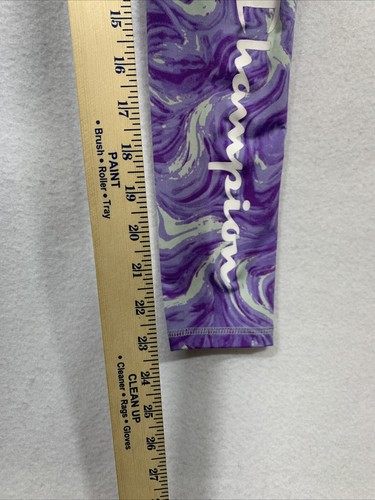 15
16
17
18
19
20
21
22
23
24
25
26
27
PAINT
• Brush • Roller • Tray
CLEAN UP
• Cleaner • Rags • Gloves
Champion